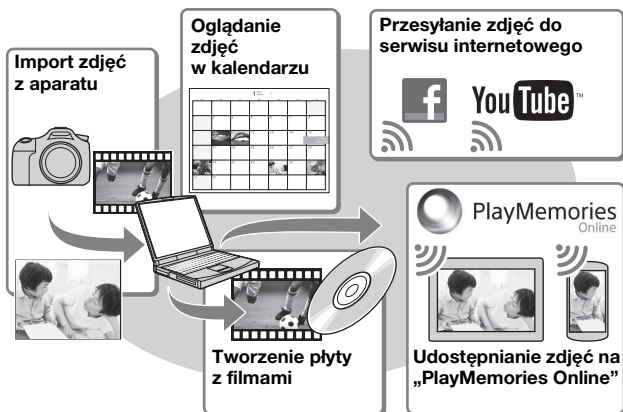 Import zdjęć
z aparatu
Oglądanie
zdjęć
w kalendarzu
Przesyłanie zdjęć do
serwisu internetowego
f
YouTube™
PlayMemories
Online
Tworzenie płyty
z filmami
Udostępnianie zdjęć na
„PlayMemories Online”